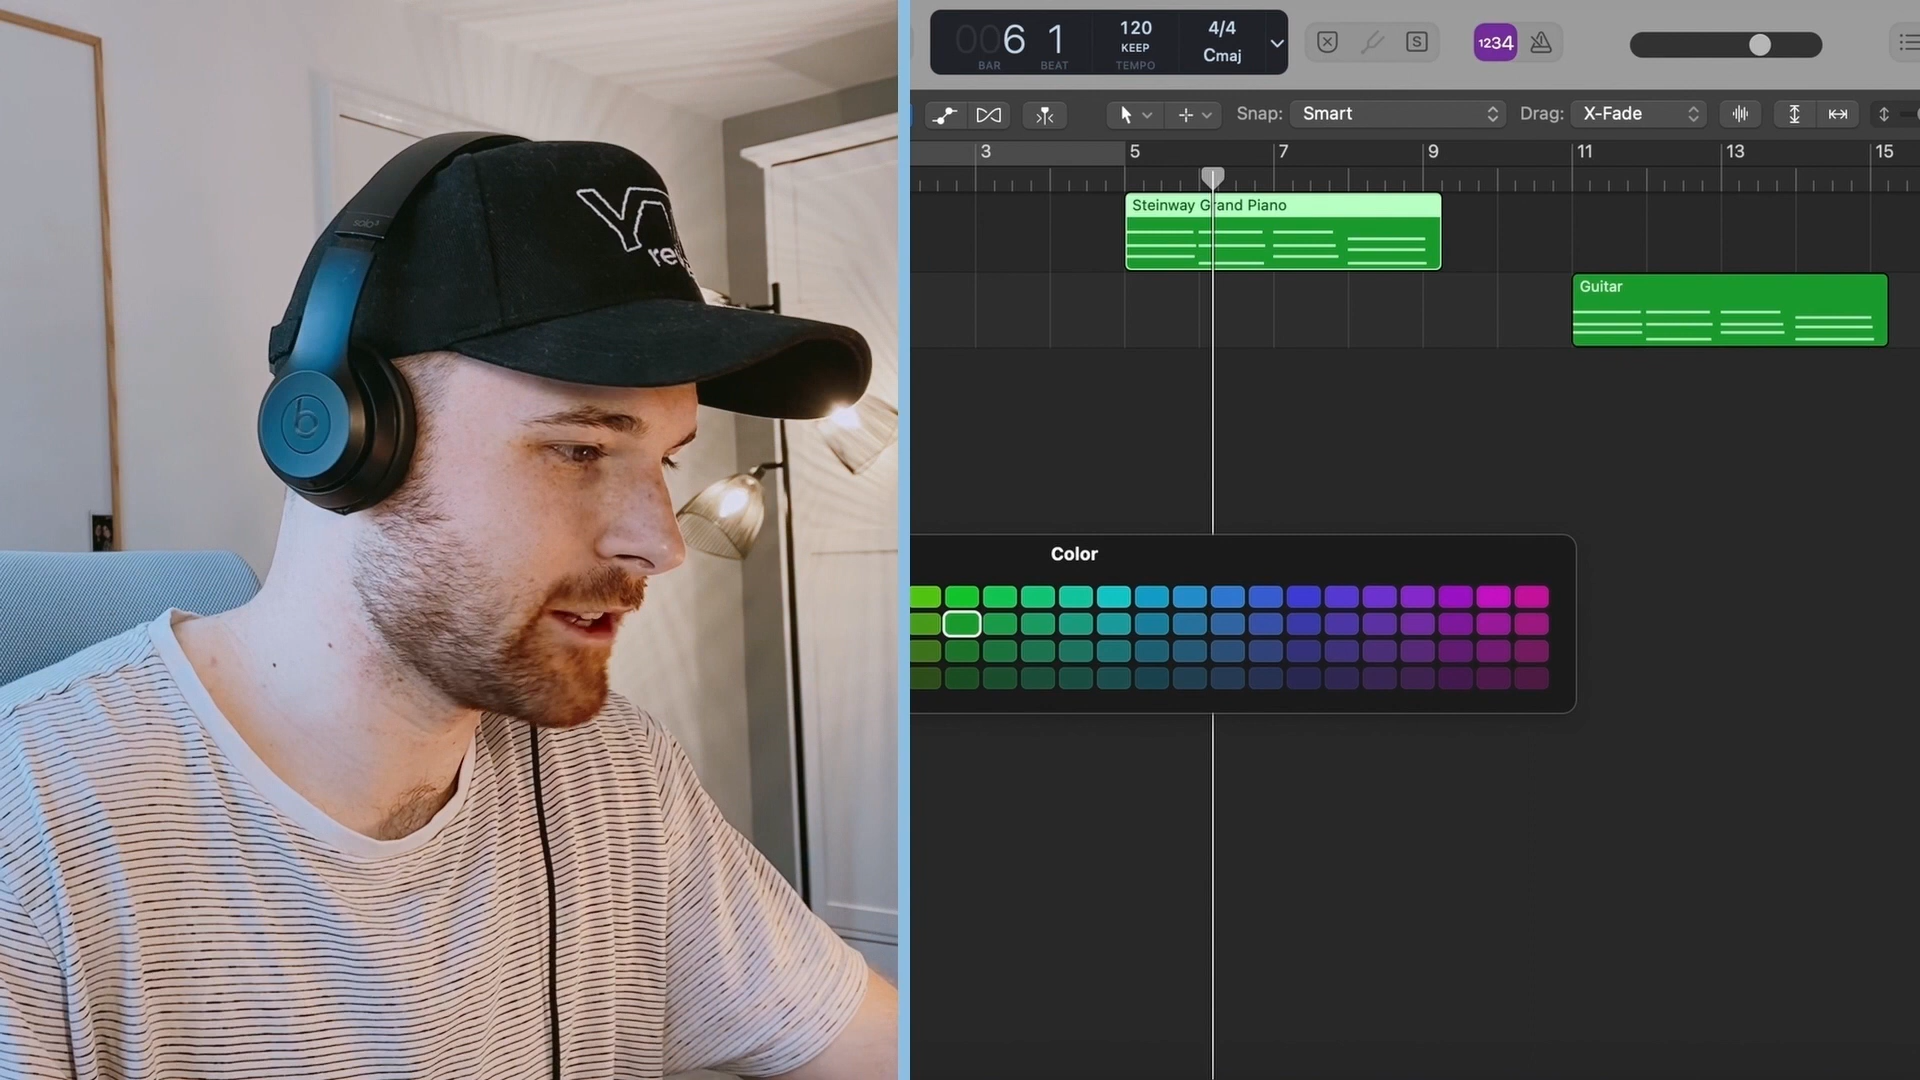 solo³
b
006 1
BAR BEAT
120
KEEP
TEMPO
4/4
Cmaj
S
1234
Snap: Smart
Drag: X-Fade
3 5 7 9 11 13 15
Steinway Grand Piano
Guitar
Color